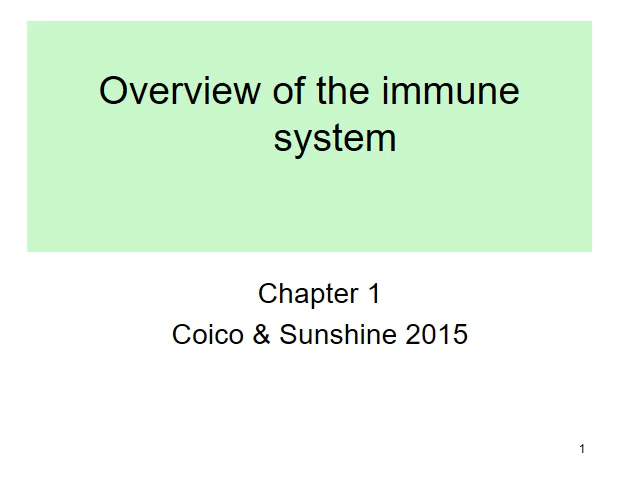 Overview of the immune
system
Chapter 1
Coico & Sunshine 2015
1